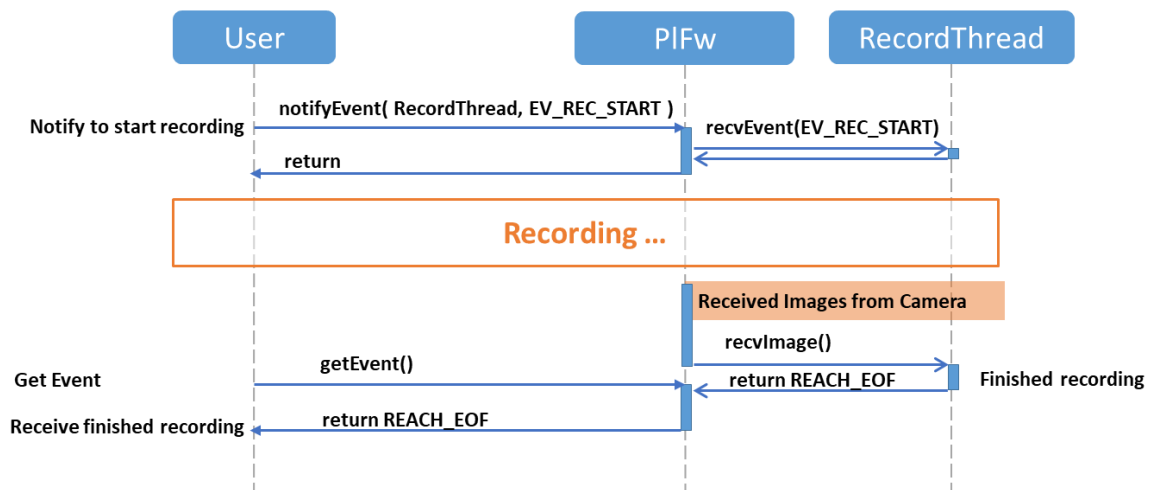 User
PlFw
RecordThread
notifyEvent( RecordThread, EV_REC_START )
Notify to start recording
recvEvent(EV_REC_START)
return
Recording ...
Received Images from Camera
recvImage()
getEvent()
Get Event
return REACH_EOF
Finished recording
return REACH_EOF
Receive finished recording